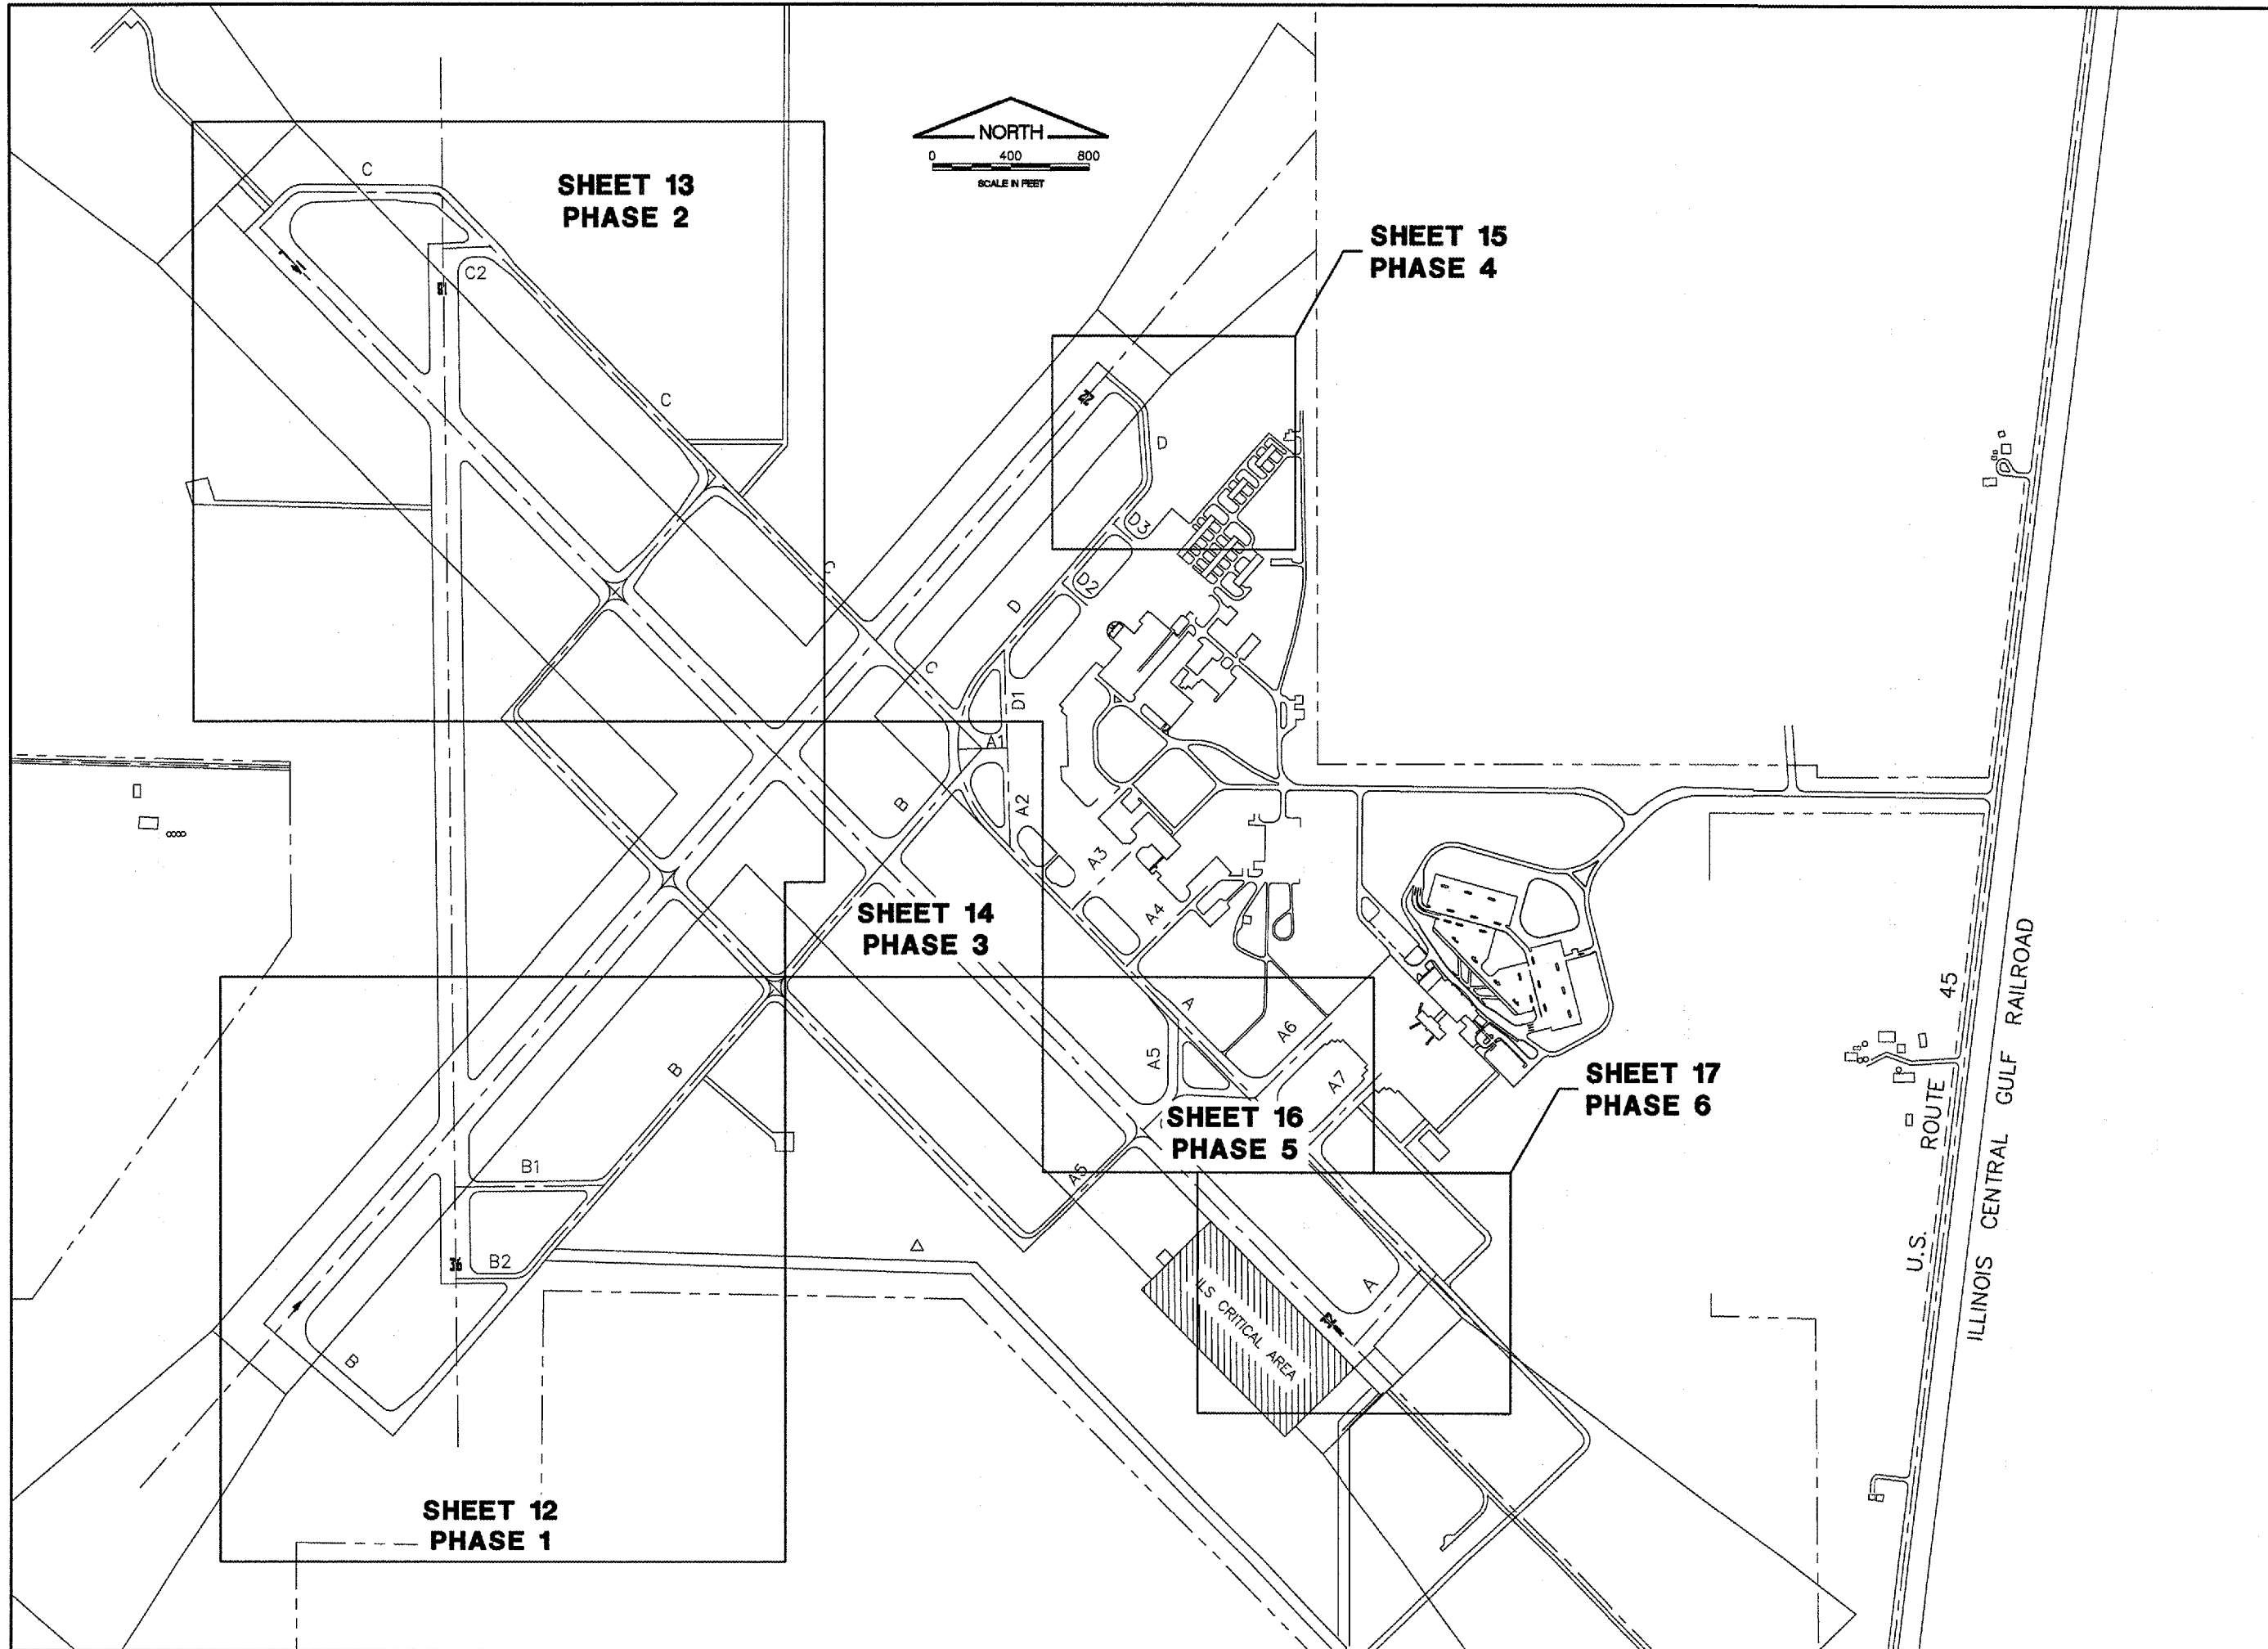 NORTH
0 400 800
SCALE IN FEET
C
SHEET 13
PHASE 2
SHEET 15
PHASE 4
C2
C
22
D
D3
D2
C
D
C
D1
A1
B
A2
A3
A4
SHEET 14
PHASE 3
A
A6
A5
A7
B
SHEET 16
PHASE 5
SHEET 17
PHASE 6
B1
A5
B2
36
A
ILS CRITICAL AREA
B
SHEET 12
PHASE 1
U.S. ROUTE 45
ILLINOIS CENTRAL GULF RAILROAD